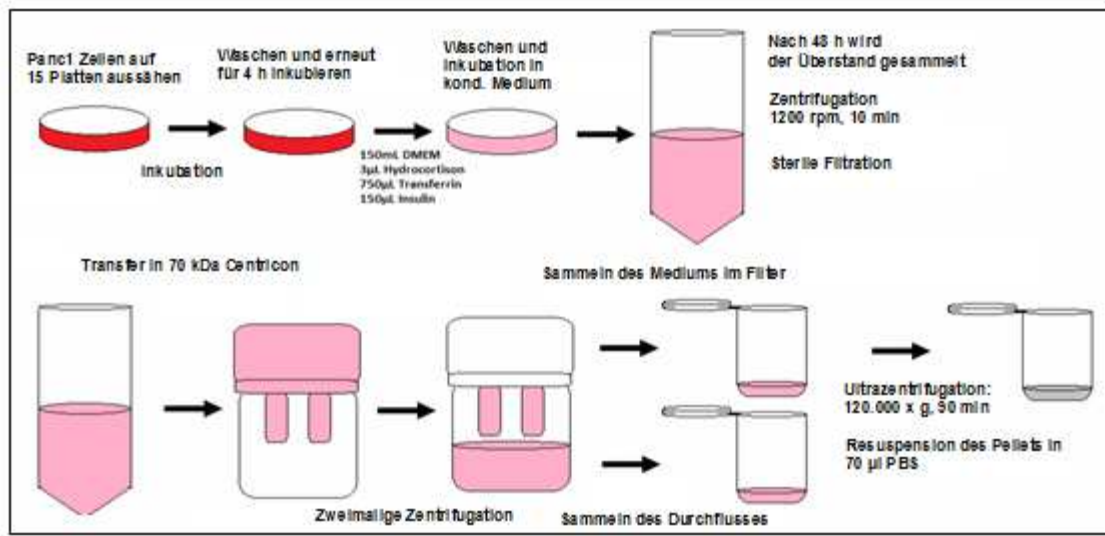 Panc1 Zellen auf
15 Platten aussähen
Waschen und erneut
für 4 h inkubieren
Waschen und
Inkubation in
kond. Medium
Nach 48 h wird
der Überstand gesammelt
Zentrifugation
1200 rpm, 10 min
Sterile Filtration
Inkubation
150mL DMEM
3µL Hydrocortison
750µL Transferrin
150µL Insulin
Transfer in 70 kDa Centricon
Sammeln des Mediums im Filter
Ultrazentrifugation:
120.000 x g, 90 min
Resuspension des Pellets in
70 µl PBS
Zweimalige Zentrifugation
Sammeln des Durchflusses